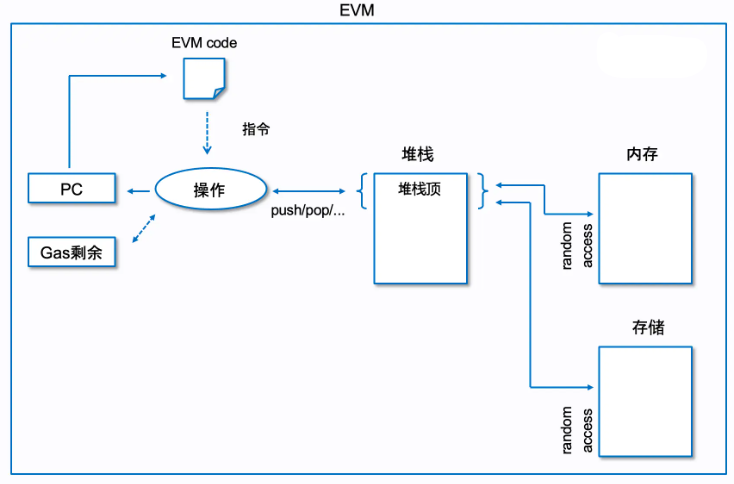 EVM
EVM code
指令
堆栈
内存
PC
操作
堆栈顶
push/pop/...
random
access
Gas剩余
存储
random
access